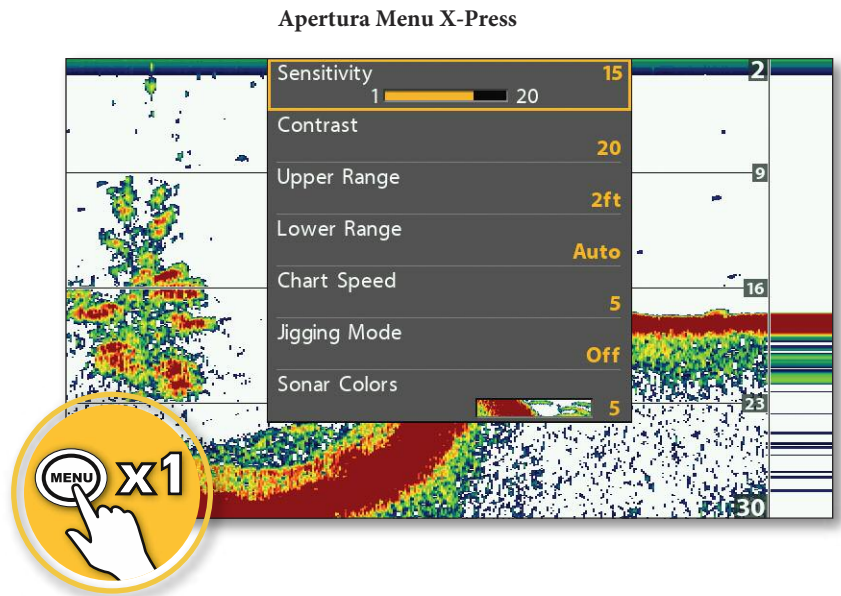 Apertura Menu X-Press
Sensitivity 15
1 20
Contrast
20
Upper Range
2ft
Lower Range
Auto
Chart Speed
5
Jigging Mode
Off
Sonar Colors
5
2
9
16
23
30
MENU x1